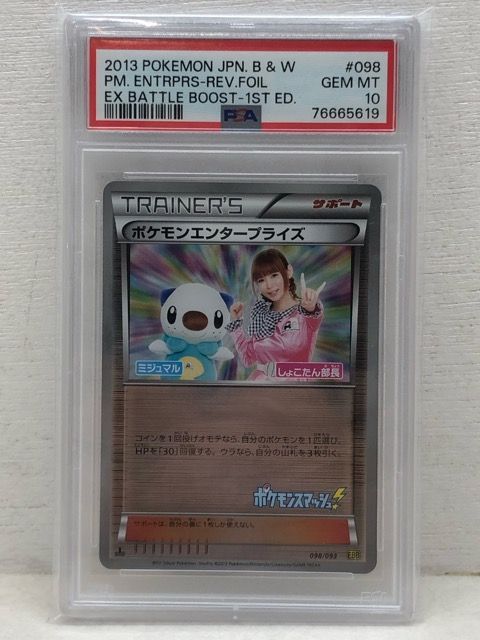 2013 POKEMON JPN. B & W #098
PM. ENTRPRS-REV.FOIL GEM MT
EX BATTLE BOOST-1ST ED. 10
PSA 76665619
TRAINER'S サポート
ポケモンエンタープライズ
ミジュマル しょこたん部長
コインを1回投げオモテなら、自分のポケモンを1匹選び、
HPを「30」回復する。ウラなら、自分の山札を3枚引く。
ポケモンスマッシュ!
サポートは、自分の番に1枚しか使えない。
098/093 EBB